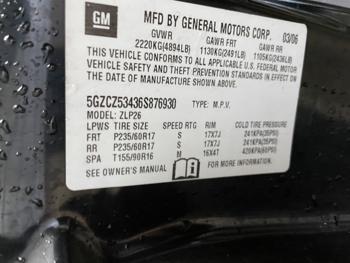 GM
MFD BY GENERAL MOTORS CORP. 03/06
GVWR GAWR FRT GAWR RR
2220KG(4894LB) 1130KG(2491LB) 1105KG(2436LB)
THIS VEHICLE CONFORMS TO ALL APPLICABLE U.S. FEDERAL MOTOR
VEHICLE SAFETY AND THEFT PREVENTION STANDARDS IN EFFECT ON
THE DATE OF MANUFACTURE SHOWN ABOVE.
5GZCZ53436S876930 TYPE: M.P.V.
MODEL: ZLP26
LPWS TIRE SIZE SPEED RTG RIM COLD TIRE PRESSURE
FRT P235/60R17 S 17X7J 241KPA(35PSI)
RR P235/60R17 S 17X7J 241KPA(35PSI)
SPA T155/90R16 M 16X4T 420KPA(60PSI)
SEE OWNER'S MANUAL FOR MORE INFORMATION.